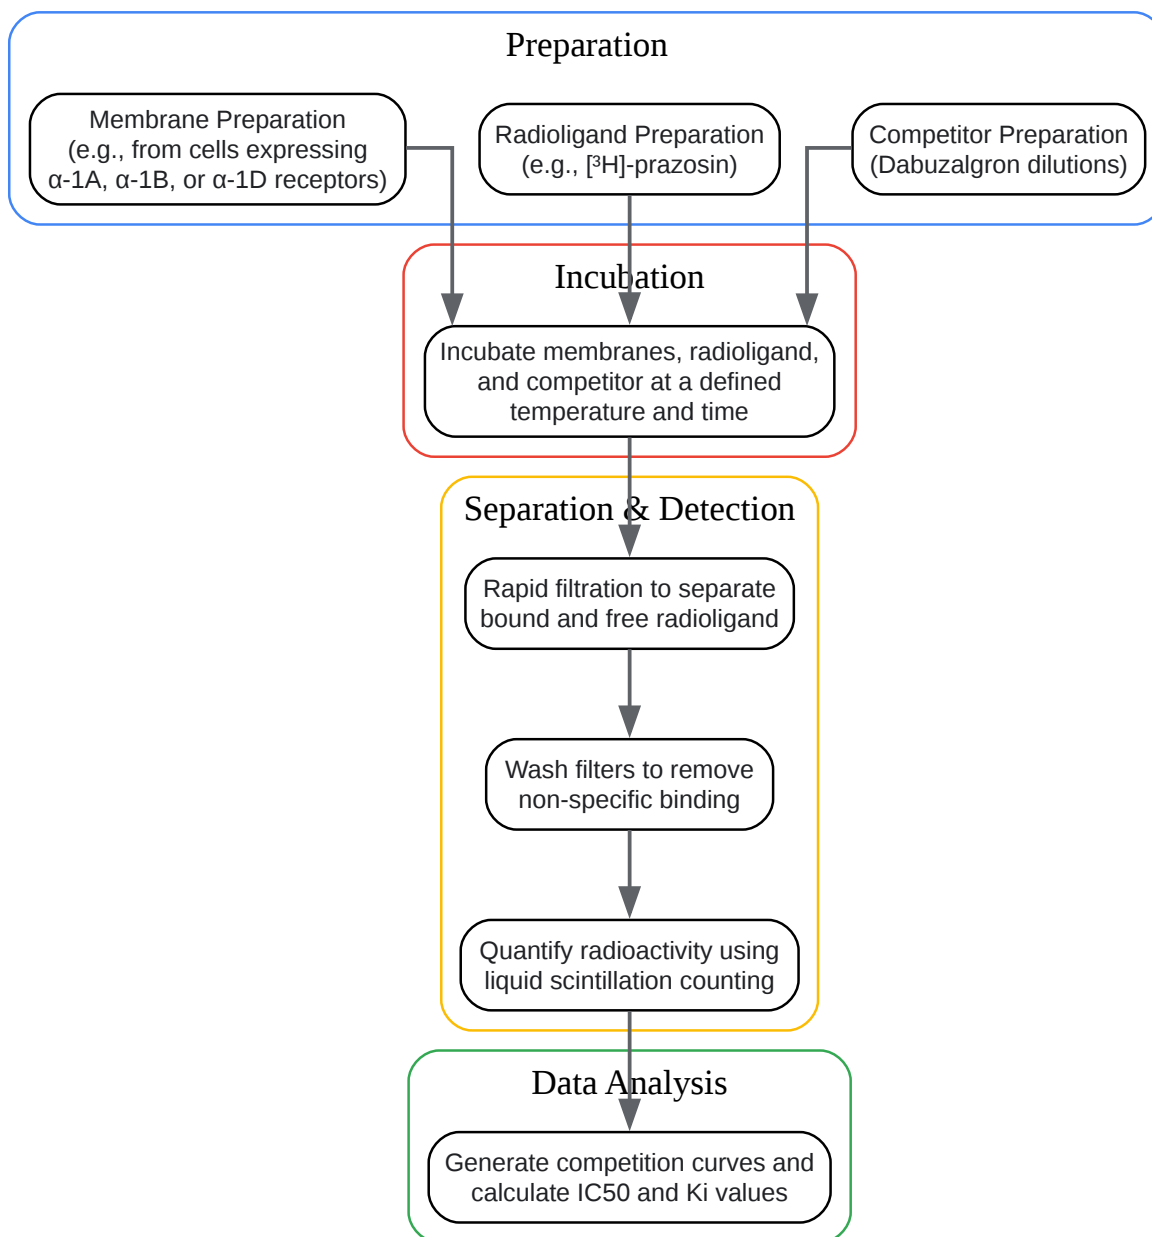 Preparation
Membrane Preparation
(e.g., from cells expressing
α-1A, α-1B, or α-1D receptors)
Radioligand Preparation
(e.g., [³H]-prazosin)
Competitor Preparation
(Dabuzalgron dilutions)
Incubation
Incubate membranes, radioligand,
and competitor at a defined
temperature and time
Separation & Detection
Rapid filtration to separate
bound and free radioligand
Wash filters to remove
non-specific binding
Quantify radioactivity using
liquid scintillation counting
Data Analysis
Generate competition curves and
calculate IC50 and Ki values